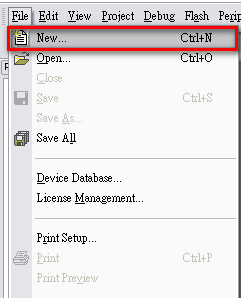 File Edit View Project Debug Flash
New... Ctrl+N
Open... Ctrl+O
Close
Save Ctrl+S
Save As...
Save All
Device Database...
License Management...
Print Setup...
Print Ctrl+P
Print Preview